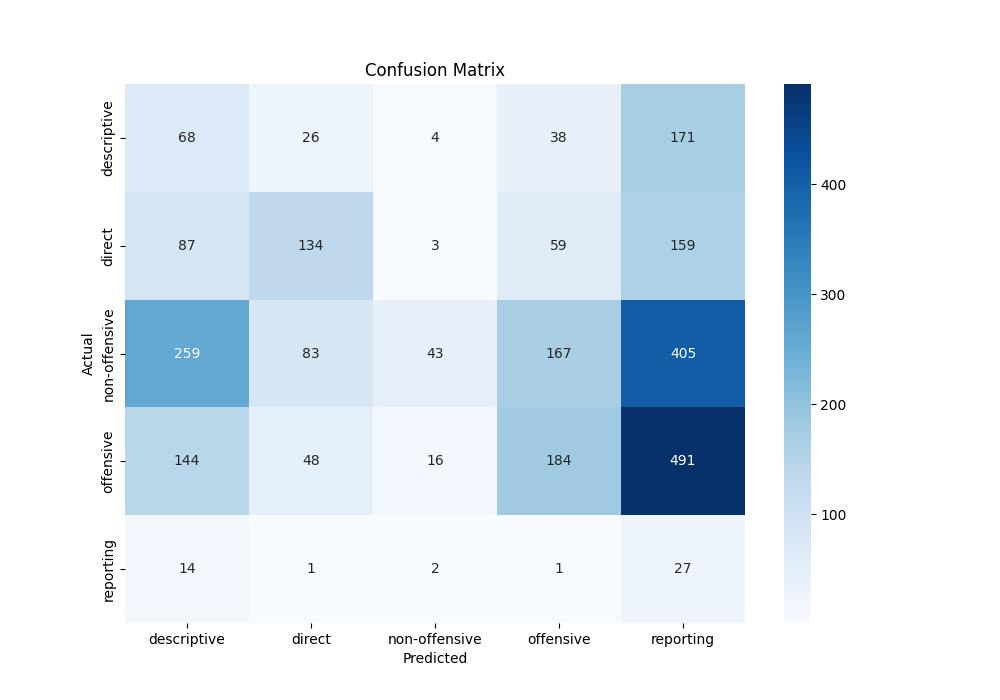 Confusion Matrix
descriptive 68 26 4 38 171
direct 87 134 3 59 159
non-offensive 259 83 43 167 405
offensive 144 48 16 184 491
reporting 14 1 2 1 27
descriptive direct non-offensive offensive reporting
Predicted
Actual
400
300
200
100